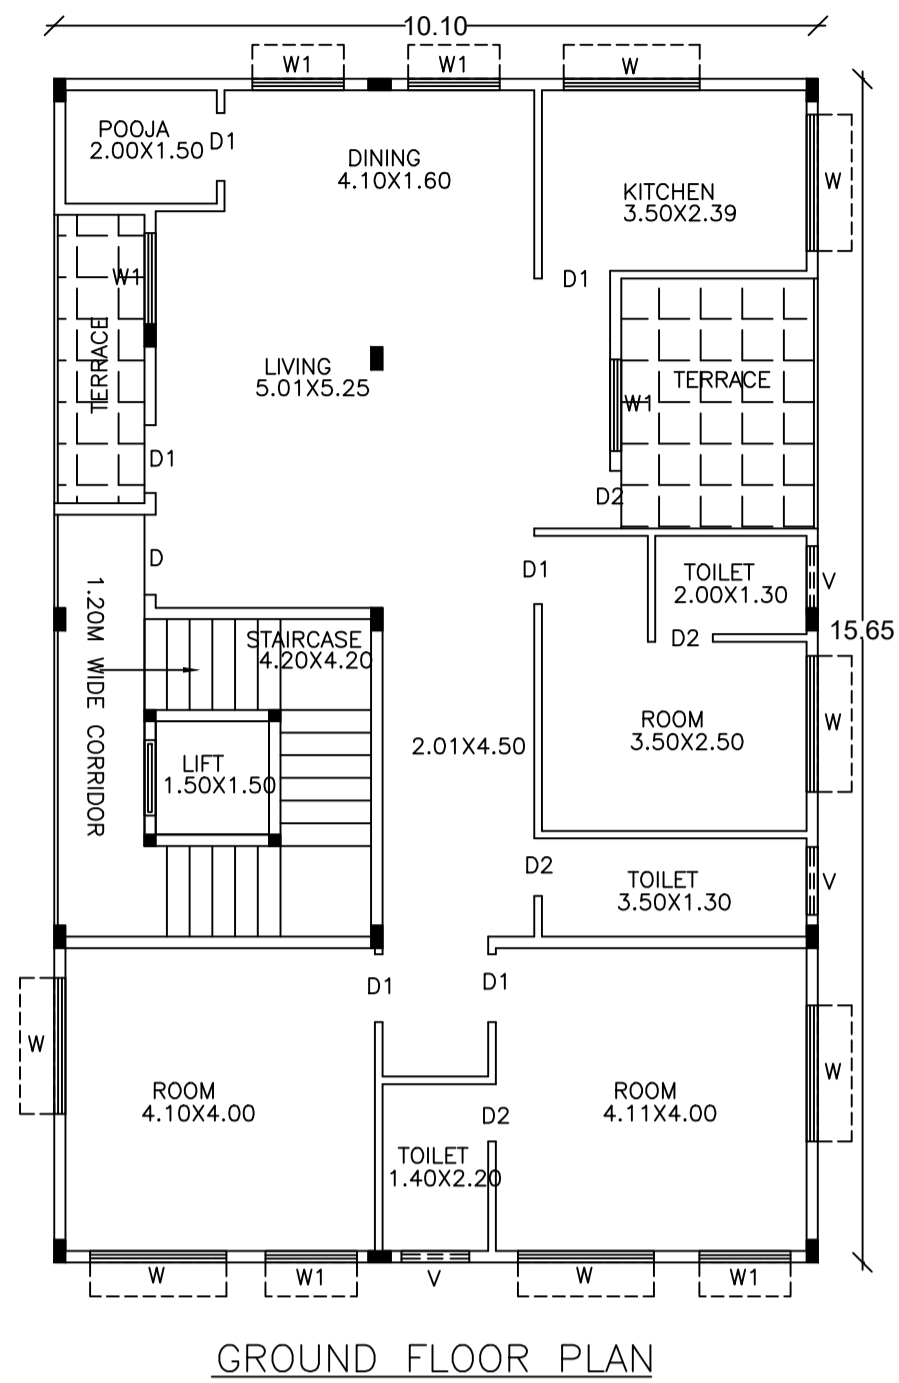 10.10
W1
W1
W
POOJA
2.00X1.50
D1
DINING
4.10X1.60
KITCHEN
3.50X2.39
W
W1
D1
TERRACE
LIVING
5.01X5.25
TERRACE
W1
D1
D2
D
D1
TOILET
2.00X1.30
V
1.20M WIDE CORRIDOR
STAIRCASE
4.20X4.20
D2
15.65
ROOM
3.50X2.50
W
2.01X4.50
LIFT
1.50X1.50
D2
TOILET
3.50X1.30
V
D1
D1
W
W
ROOM
4.10X4.00
ROOM
4.11X4.00
D2
TOILET
1.40X2.20
W
W1
V
W
W1
GROUND FLOOR PLAN